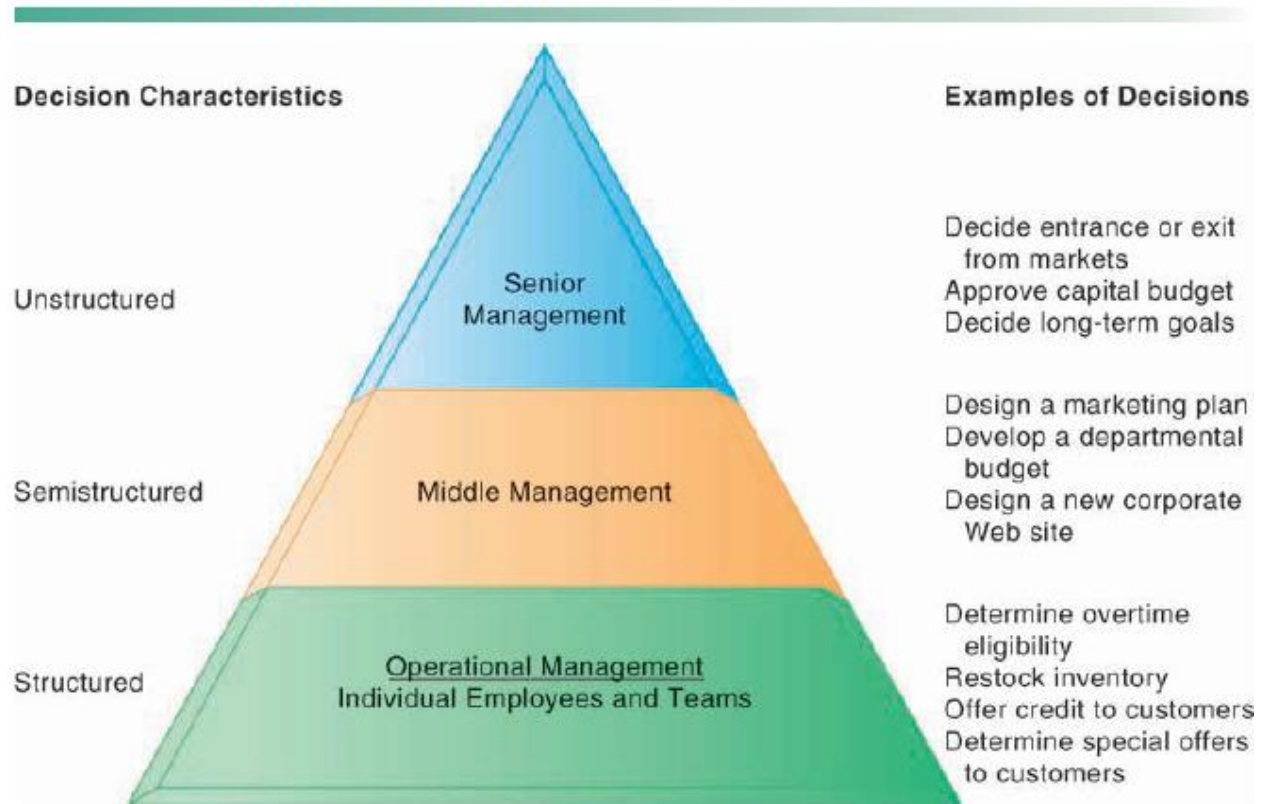 Decision Characteristics
Examples of Decisions
Unstructured
Senior
Management
Decide entrance or exit
from markets
Approve capital budget
Decide long-term goals
Semistructured
Middle Management
Design a marketing plan
Develop a departmental
budget
Design a new corporate
Web site
Structured
Operational Management
Individual Employees and Teams
Determine overtime
eligibility
Restock inventory
Offer credit to customers
Determine special offers
to customers